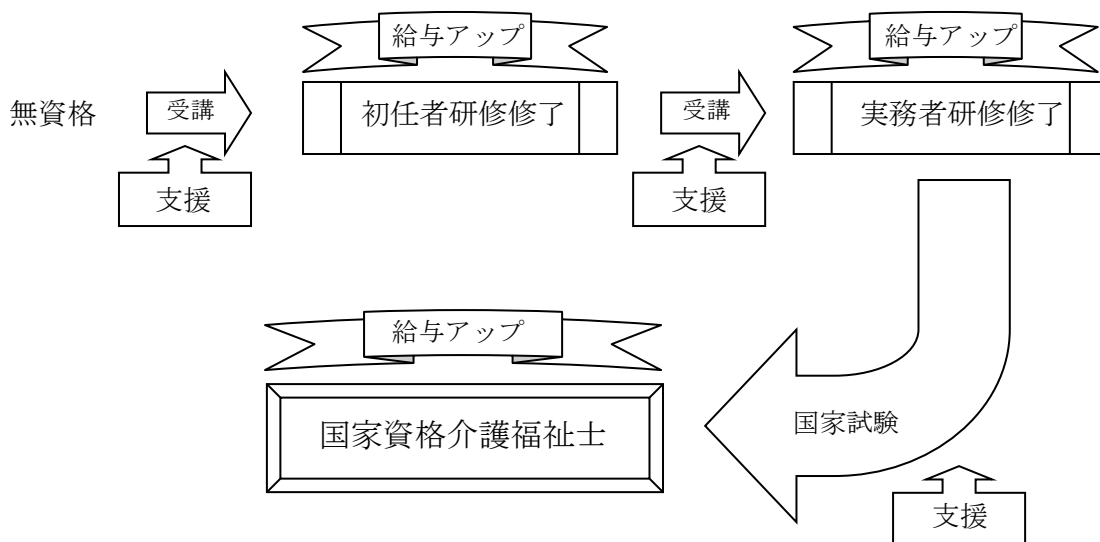 給与アップ
給与アップ
無資格
受講
初任者研修修了
受講
実務者研修修了
支援
支援
給与アップ
国家資格介護福祉士
国家試験
支援